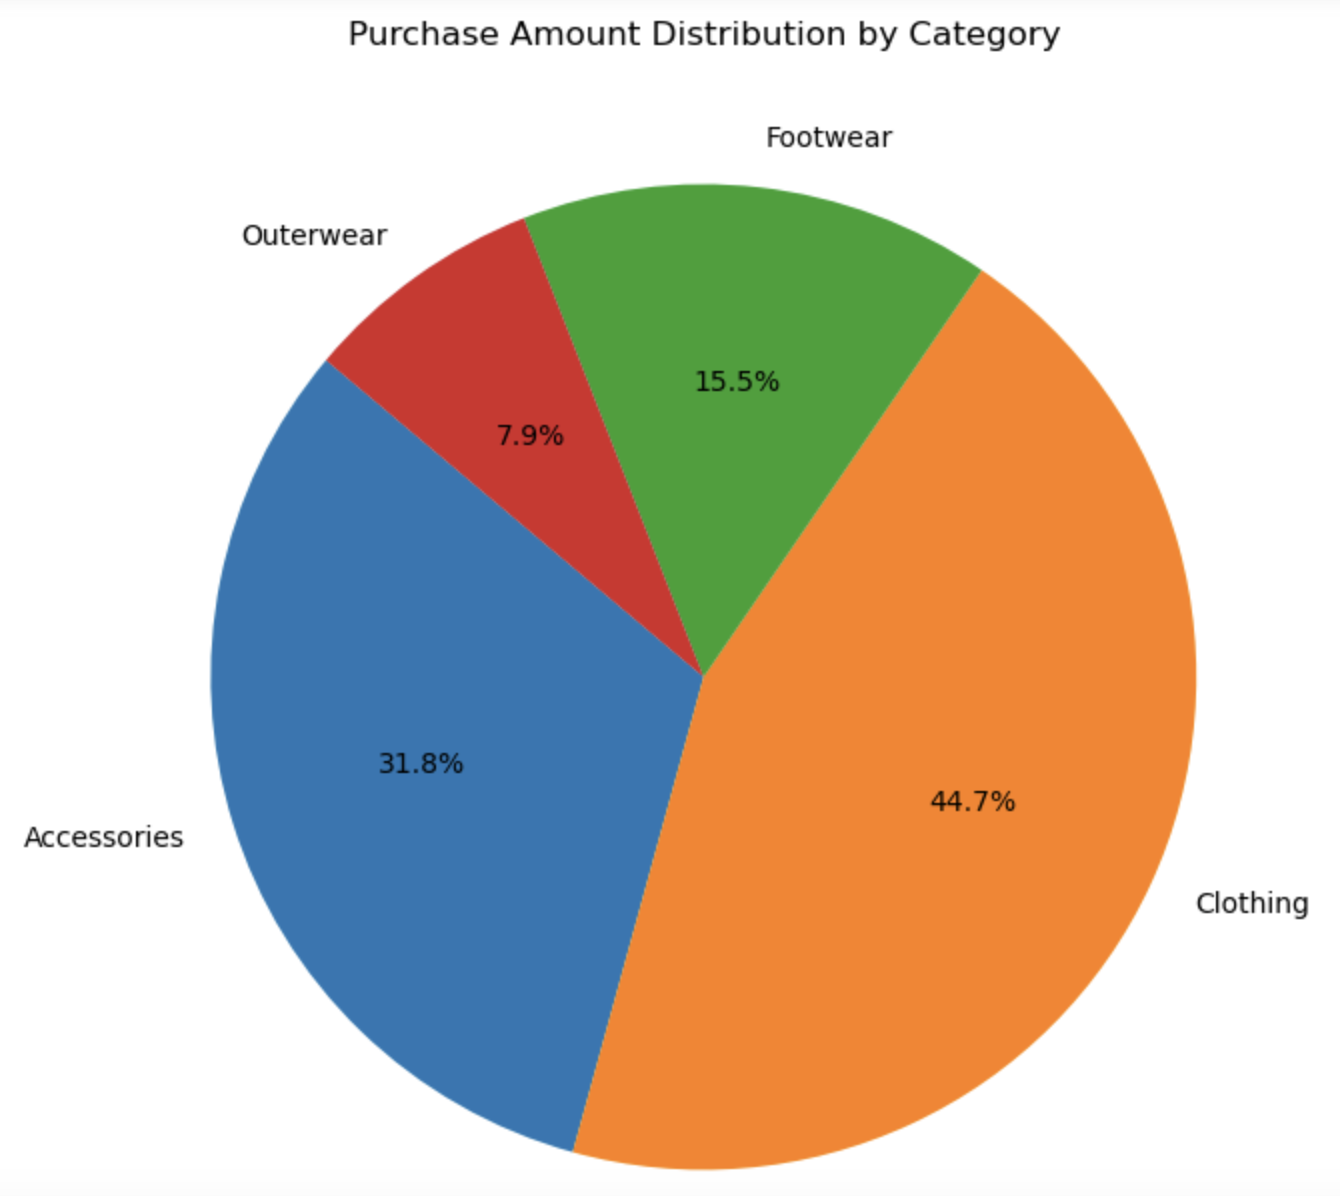 Purchase Amount Distribution by Category
Footwear
Outerwear
15.5%
7.9%
31.8%
44.7%
Accessories
Clothing